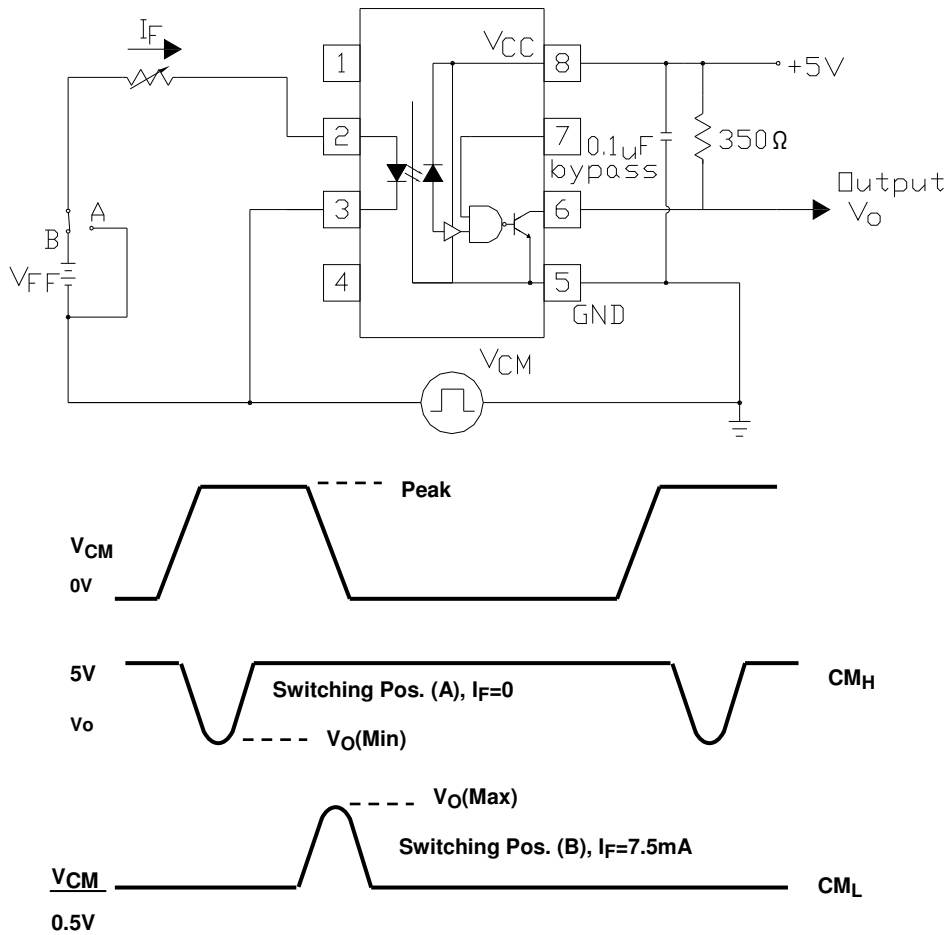 IF
1
VCC
8
+5V
2
7
0.1uF
bypass
350Ω
3
6
Output
VO
A
B
VFF
4
5
GND
VCM
Peak
VCM
0V
5V
Switching Pos. (A), IF=0
CMH
Vo
VO(Min)
VO(Max)
Switching Pos. (B), IF=7.5mA
VCM
CML
0.5V